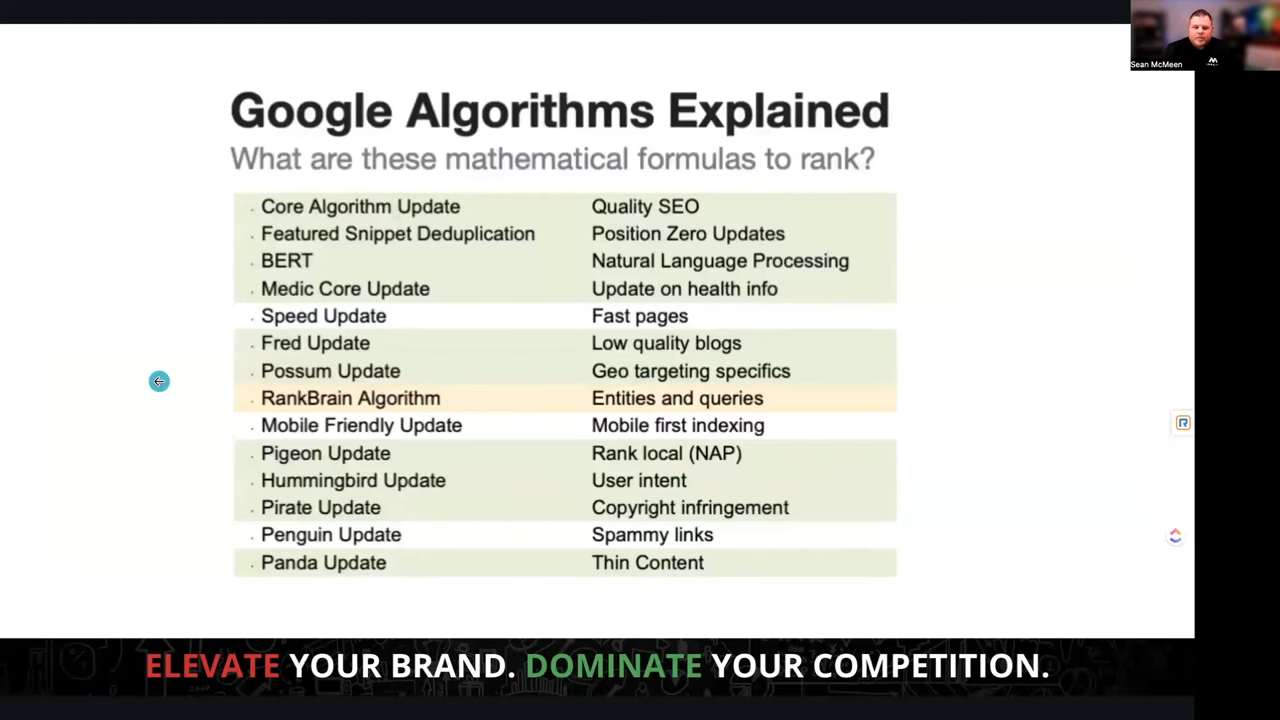 Sean McMeen
Google Algorithms Explained
What are these mathematical formulas to rank?
· Core Algorithm Update Quality SEO
· Featured Snippet Deduplication Position Zero Updates
· BERT Natural Language Processing
· Medic Core Update Update on health info
· Speed Update Fast pages
· Fred Update Low quality blogs
· Possum Update Geo targeting specifics
· RankBrain Algorithm Entities and queries
· Mobile Friendly Update Mobile first indexing
· Pigeon Update Rank local (NAP)
· Hummingbird Update User intent
· Pirate Update Copyright infringement
· Penguin Update Spammy links
· Panda Update Thin Content
ELEVATE YOUR BRAND. DOMINATE YOUR COMPETITION.